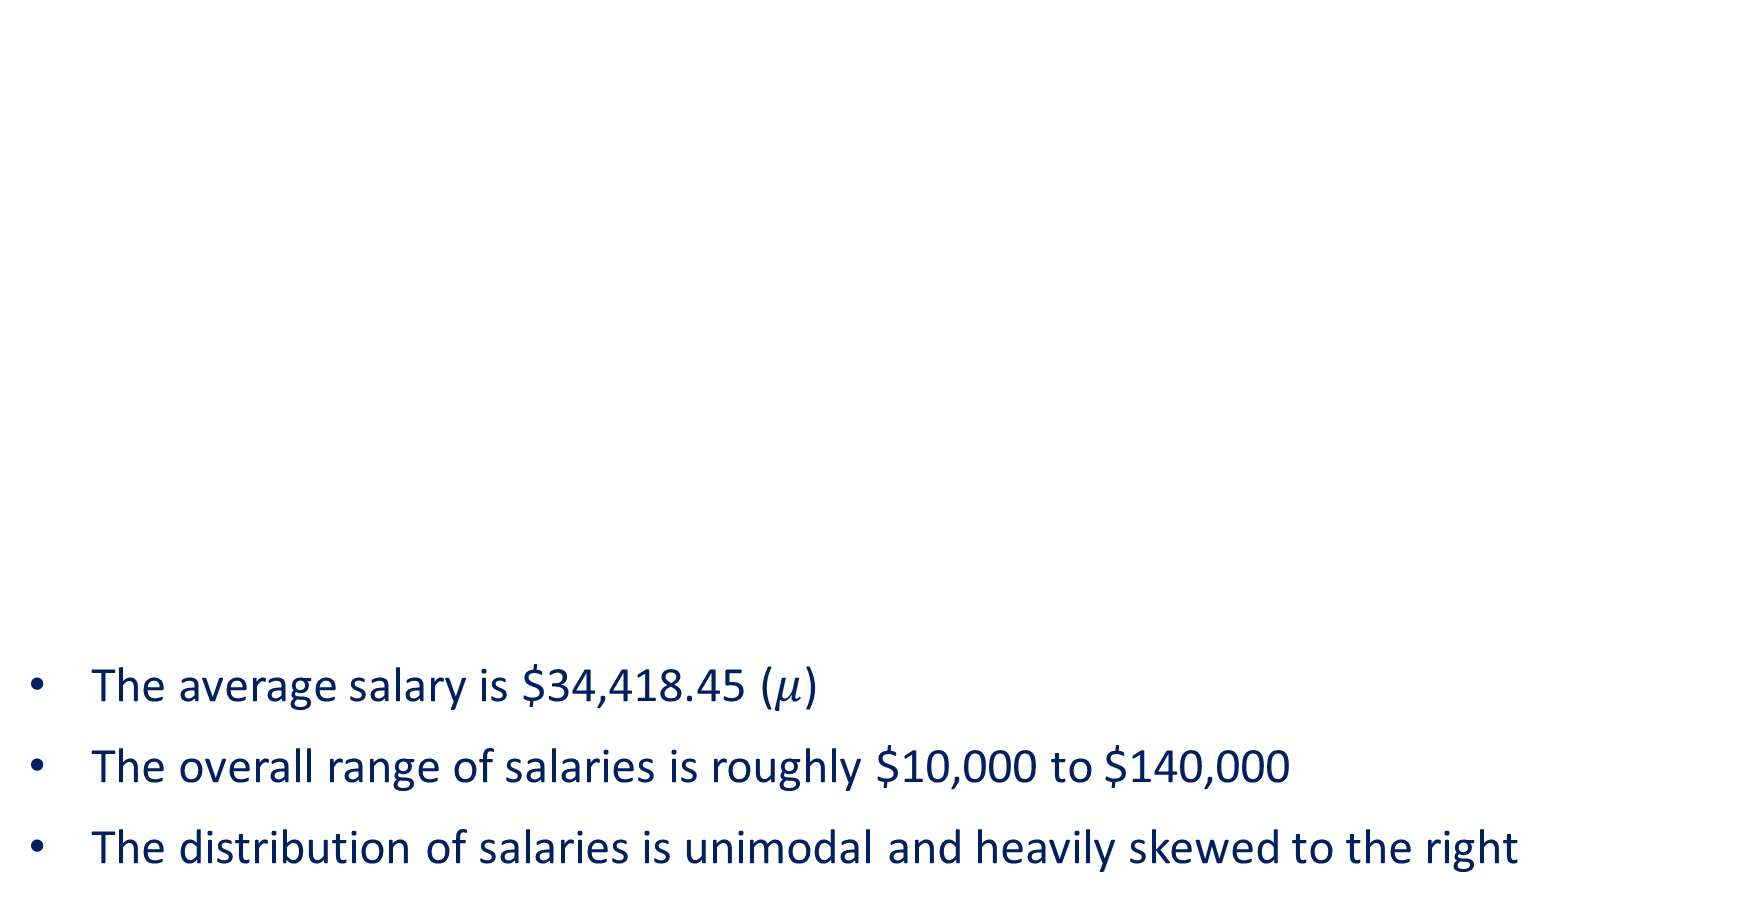 • The average salary is $34,418.45 (μ)
• The overall range of salaries is roughly $10,000 to $140,000
• The distribution of salaries is unimodal and heavily skewed to the right